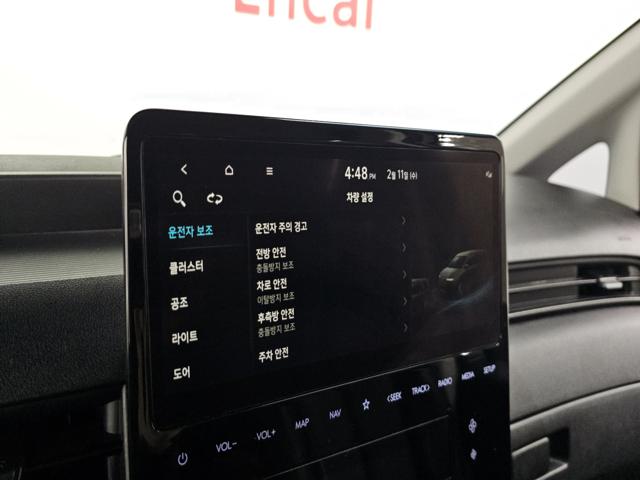 Encar
4:48 PM 2월 11일 (수)
차량 설정
운전자 보조
클러스터
공조
라이트
도어
운전자 주의 경고
전방 안전
충돌방지 보조
차로 안전
이탈방지 보조
후측방 안전
충돌방지 보조
주차 안전
VOL- VOL+ MAP NAV <SEEK TRACK> RADIO MEDIA SETUP